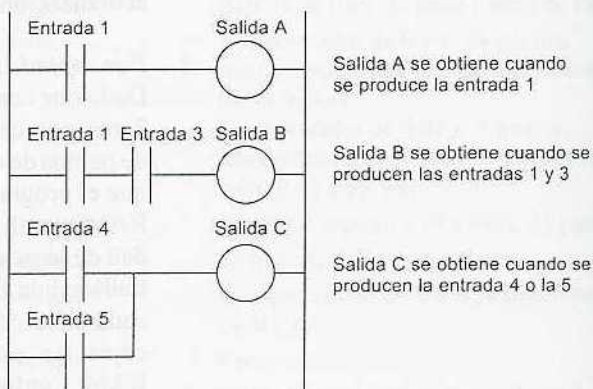 Entrada 1 Salida A
Salida A se obtiene cuando
se produce la entrada 1
Entrada 1 Entrada 3 Salida B
Salida B se obtiene cuando se
producen las entradas 1 y 3
Entrada 4 Salida C
Salida C se obtiene cuando se
producen la entrada 4 o la 5
Entrada 5